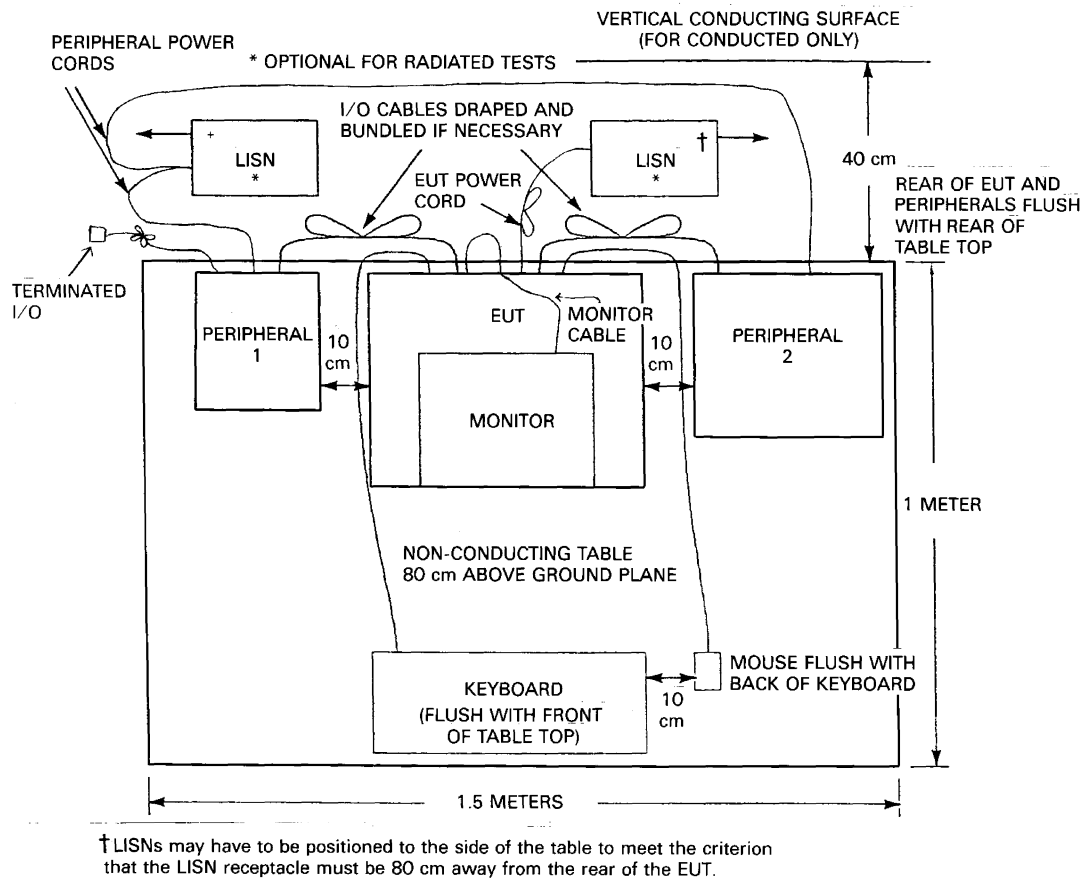 VERTICAL CONDUCTING SURFACE
(FOR CONDUCTED ONLY)
PERIPHERAL POWER
CORDS
* OPTIONAL FOR RADIATED TESTS
I/O CABLES DRAPED AND
BUNDLED IF NECESSARY
+
LISN
*
†
LISN
*
40 cm
EUT POWER
CORD
REAR OF EUT AND
PERIPHERALS FLUSH
WITH REAR OF
TABLE TOP
TERMINATED
I/O
PERIPHERAL
1
10
cm
EUT
MONITOR
CABLE
10
cm
PERIPHERAL
2
MONITOR
1 METER
NON-CONDUCTING TABLE
80 cm ABOVE GROUND PLANE
KEYBOARD
(FLUSH WITH FRONT
OF TABLE TOP)
10
cm
MOUSE FLUSH WITH
BACK OF KEYBOARD
1.5 METERS
†LISNs may have to be positioned to the side of the table to meet the criterion
that the LISN receptacle must be 80 cm away from the rear of the EUT.